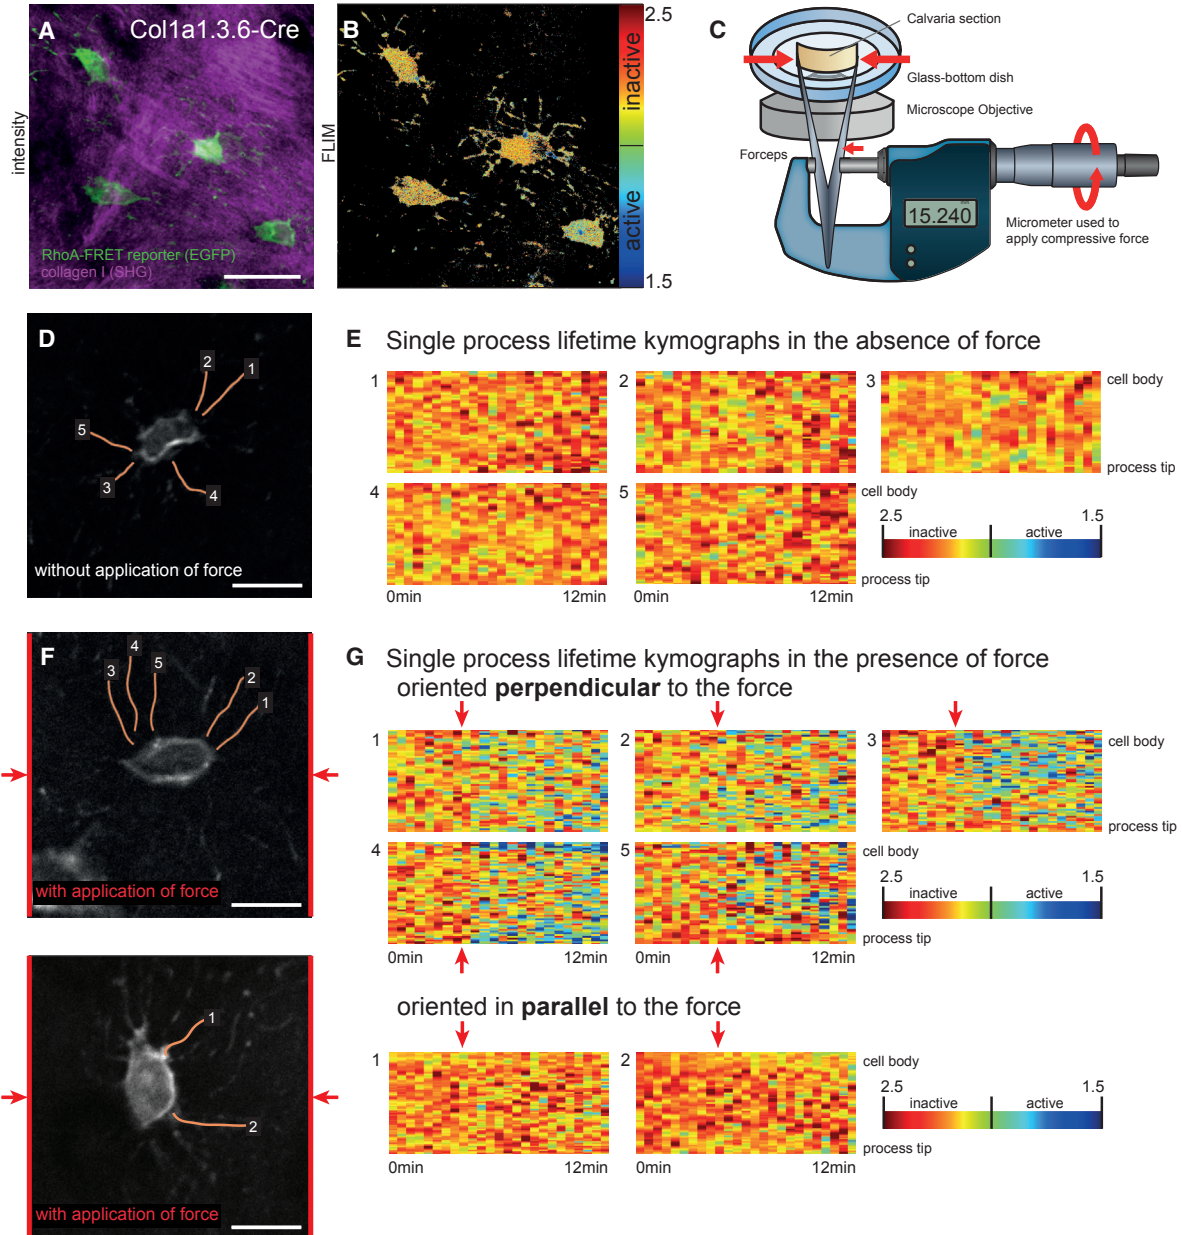 A
Col1a1.3.6-Cre
intensity
RhoA-FRET reporter (EGFP)
collagen I (SHG)
B
FLIM
2.5
inactive
active
1.5
C
Calvaria section
Glass-bottom dish
Microscope Objective
Forceps
15.240
Micrometer used to
apply compressive force
D
2
1
5
3
4
without application of force
E
Single process lifetime kymographs in the absence of force
1
2
3
cell body
process tip
4
5
cell body
process tip
0min
12min
0min
12min
2.5
1.5
inactive
active
F
4
3
5
2
1
with application of force
G
Single process lifetime kymographs in the presence of force
oriented perpendicular to the force
1
2
3
cell body
process tip
4
5
cell body
process tip
0min
12min
0min
12min
2.5
1.5
inactive
active
1
2
with application of force
oriented in parallel to the force
1
2
cell body
process tip
0min
12min
0min
12min
2.5
1.5
inactive
active